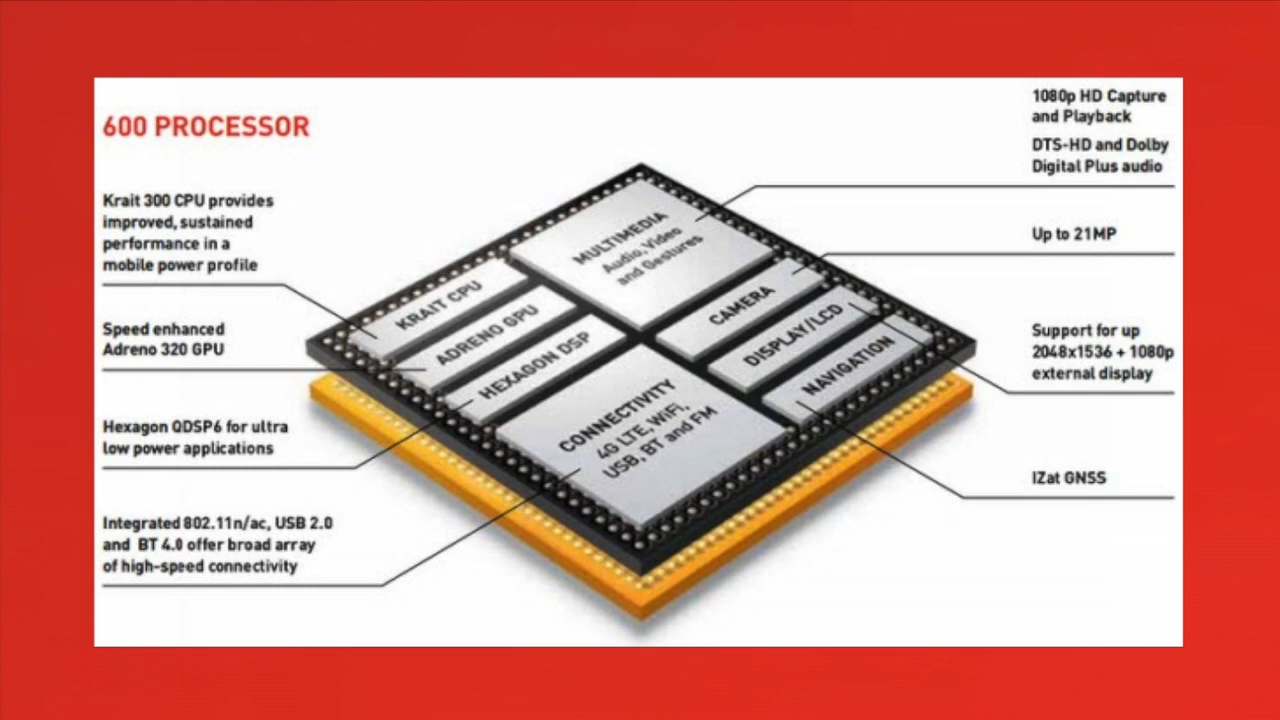 600 PROCESSOR
Krait 300 CPU provides
improved, sustained
performance in a
mobile power profile
Speed enhanced
Adreno 320 GPU
Hexagon QDSP6 for ultra
low power applications
Integrated 802.11n/ac, USB 2.0
and BT 4.0 offer broad array
of high-speed connectivity
KRAIT CPU
ADRENO GPU
HEXAGON DSP
MULTIMEDIA
Audio, Video
and Gestures
CAMERA
DISPLAY/LCD
NAVIGATION
CONNECTIVITY
4G LTE, WiFi,
USB, BT and FM
1080p HD Capture
and Playback
DTS-HD and Dolby
Digital Plus audio
Up to 21MP
Support for up
2048x1536 + 1080p
external display
IZat GNSS